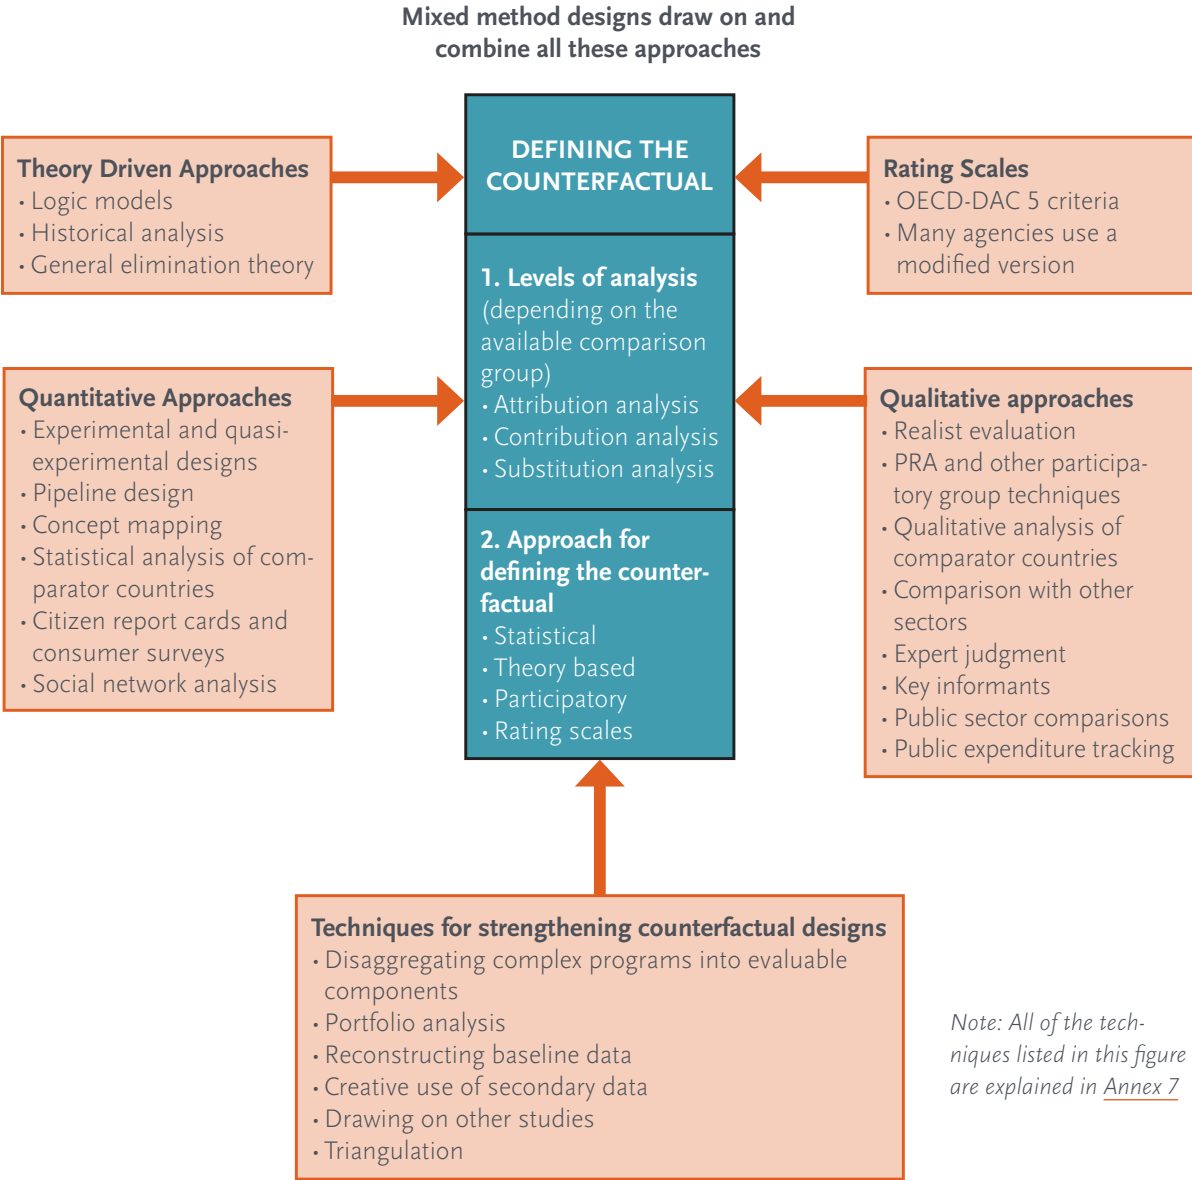 Mixed method designs draw on and
combine all these approaches
DEFINING THE
COUNTERFACTUAL
Theory Driven Approaches
• Logic models
• Historical analysis
• General elimination theory
Rating Scales
• OECD-DAC 5 criteria
• Many agencies use a
modified version
1. Levels of analysis
(depending on the
available comparison
group)
• Attribution analysis
• Contribution analysis
• Substitution analysis
Quantitative Approaches
• Experimental and quasi-
experimental designs
• Pipeline design
• Concept mapping
• Statistical analysis of com-
parator countries
• Citizen report cards and
consumer surveys
• Social network analysis
Qualitative approaches
• Realist evaluation
• PRA and other participa-
tory group techniques
• Qualitative analysis of
comparator countries
• Comparison with other
sectors
• Expert judgment
• Key informants
• Public sector comparisons
• Public expenditure tracking
2. Approach for
defining the counter-
factual
• Statistical
• Theory based
• Participatory
• Rating scales
Techniques for strengthening counterfactual designs
• Disaggregating complex programs into evaluable
components
• Portfolio analysis
• Reconstructing baseline data
• Creative use of secondary data
• Drawing on other studies
• Triangulation
Note: All of the tech-
niques listed in this figure
are explained in Annex 7